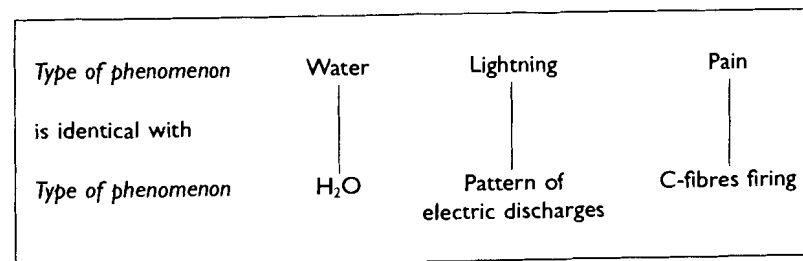 Type of phenomenon Water Lightning Pain
is identical with
Type of phenomenon H₂O Pattern of electric discharges C-fibres firing